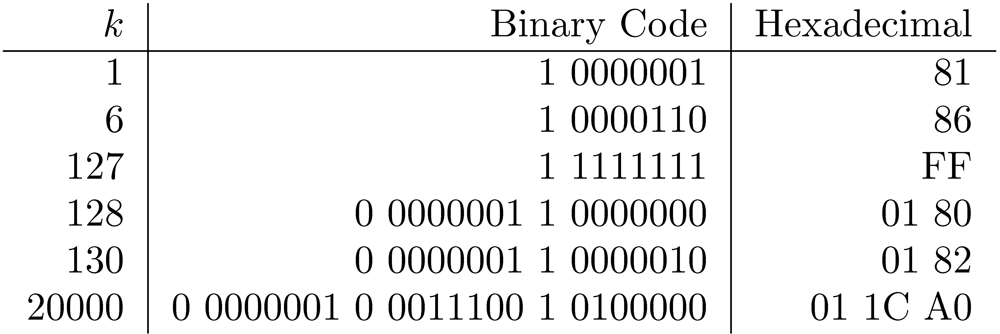 k Binary Code Hexadecimal
1 1 0000001 81
6 1 0000110 86
127 1 1111111 FF
128 0 0000001 1 0000000 01 80
130 0 0000001 1 0000010 01 82
20000 0 0000001 0 0011100 1 0100000 01 1C A0